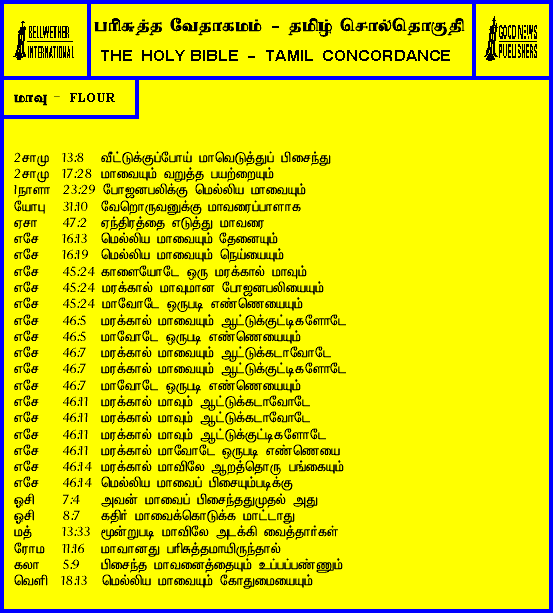 BELLWETHER
INTERNATIONAL
பரிசுத்த வேதாகமம் - தமிழ் சொல்தொகுதி
THE HOLY BIBLE - TAMIL CONCORDANCE
GOOD NEWS
PUBLISHERS
மாவு - FLOUR
2சாமு 13:8 வீட்டுக்குப்போய் மாவெடுத்துப் பிசைந்து
2சாமு 17:28 மாவையும் வறுத்த பயற்றையும்
1நாளா 23:29 போஜனபலிக்கு மெல்லிய மாவையும்
யோபு 31:10 வேறொருவனுக்கு மாவரைப்பாளாக
ஏசா 47:2 ஏந்திரத்தை எடுத்து மாவரை
எசே 16:13 மெல்லிய மாவையும் தேனையும்
எசே 16:19 மெல்லிய மாவையும் நெய்யையும்
எசே 45:24 காளையோடே ஒரு மரக்கால் மாவும்
எசே 45:24 மரக்கால் மாவுமான போஜனபலியையும்
எசே 45:24 மாவோடே ஒருபடி எண்ணெயையும்
எசே 46:5 மரக்கால் மாவையும் ஆட்டுக்குட்டிகளோடே
எசே 46:5 மாவோடே ஒருபடி எண்ணெயையும்
எசே 46:7 மரக்கால் மாவையும் ஆட்டுக்கடாவோடே
எசே 46:7 மரக்கால் மாவையும் ஆட்டுக்குட்டிகளோடே
எசே 46:7 மாவோடே ஒருபடி எண்ணெயையும்
எசே 46:11 மரக்கால் மாவும் ஆட்டுக்கடாவோடே
எசே 46:11 மரக்கால் மாவும் ஆட்டுக்கடாவோடே
எசே 46:11 மரக்கால் மாவும் ஆட்டுக்குட்டிகளோடே
எசே 46:11 மரக்கால் மாவோடே ஒருபடி எண்ணெயை
எசே 46:14 மரக்கால் மாவிலே ஆறத்தொரு பங்கையும்
எசே 46:14 மெல்லிய மாவைப் பிசையும்படிக்கு
ஓசி 7:4 அவன் மாவைப் பிசைந்ததுமுதல் அது
ஓசி 8:7 கதிர் மாவைக்கொடுக்க மாட்டாது
மத் 13:33 மூன்றுபடி மாவிலே அடக்கி வைத்தார்கள்
ரோம 11:16 மாவானது பரிசுத்தமாயிருந்தால்
கலா 5:9 பிசைந்த மாவனைத்தையும் உப்பப்பண்ணும்
வெளி 18:13 மெல்லிய மாவையும் கோதுமையையும்